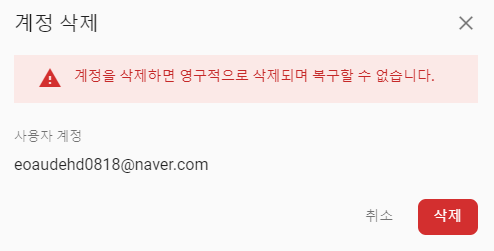 계정 삭제
계정을 삭제하면 영구적으로 삭제되며 복구할 수 없습니다.
사용자 계정
eoaudehd0818@naver.com
취소 삭제